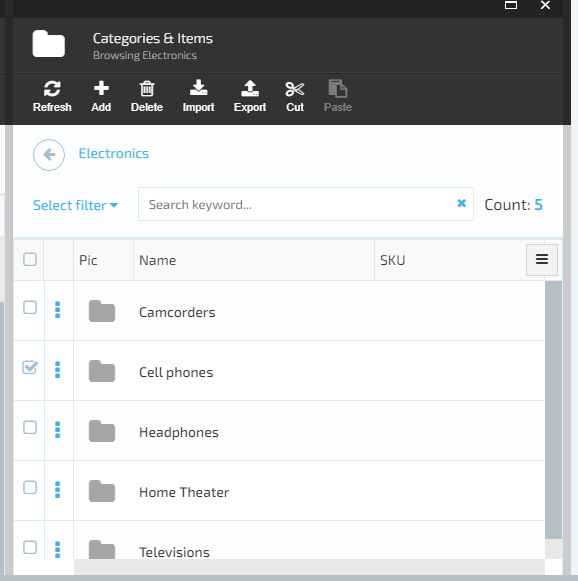 Categories & Items
Browsing Electronics
Refresh Add Delete Import Export Cut Paste
Electronics
Select filter Search keyword... Count: 5
Pic Name SKU
Camcorders
Cell phones
Headphones
Home Theater
Televisions